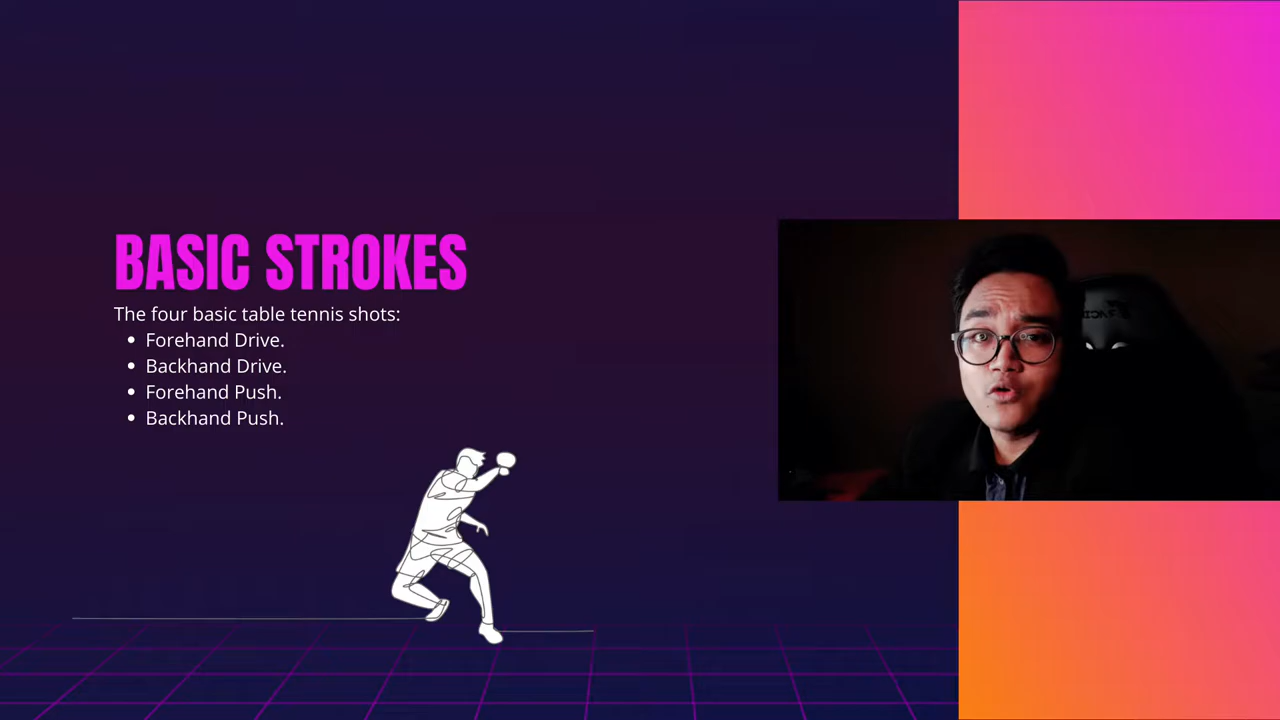 BASIC STROKES
The four basic table tennis shots:
• Forehand Drive.
• Backhand Drive.
• Forehand Push.
• Backhand Push.